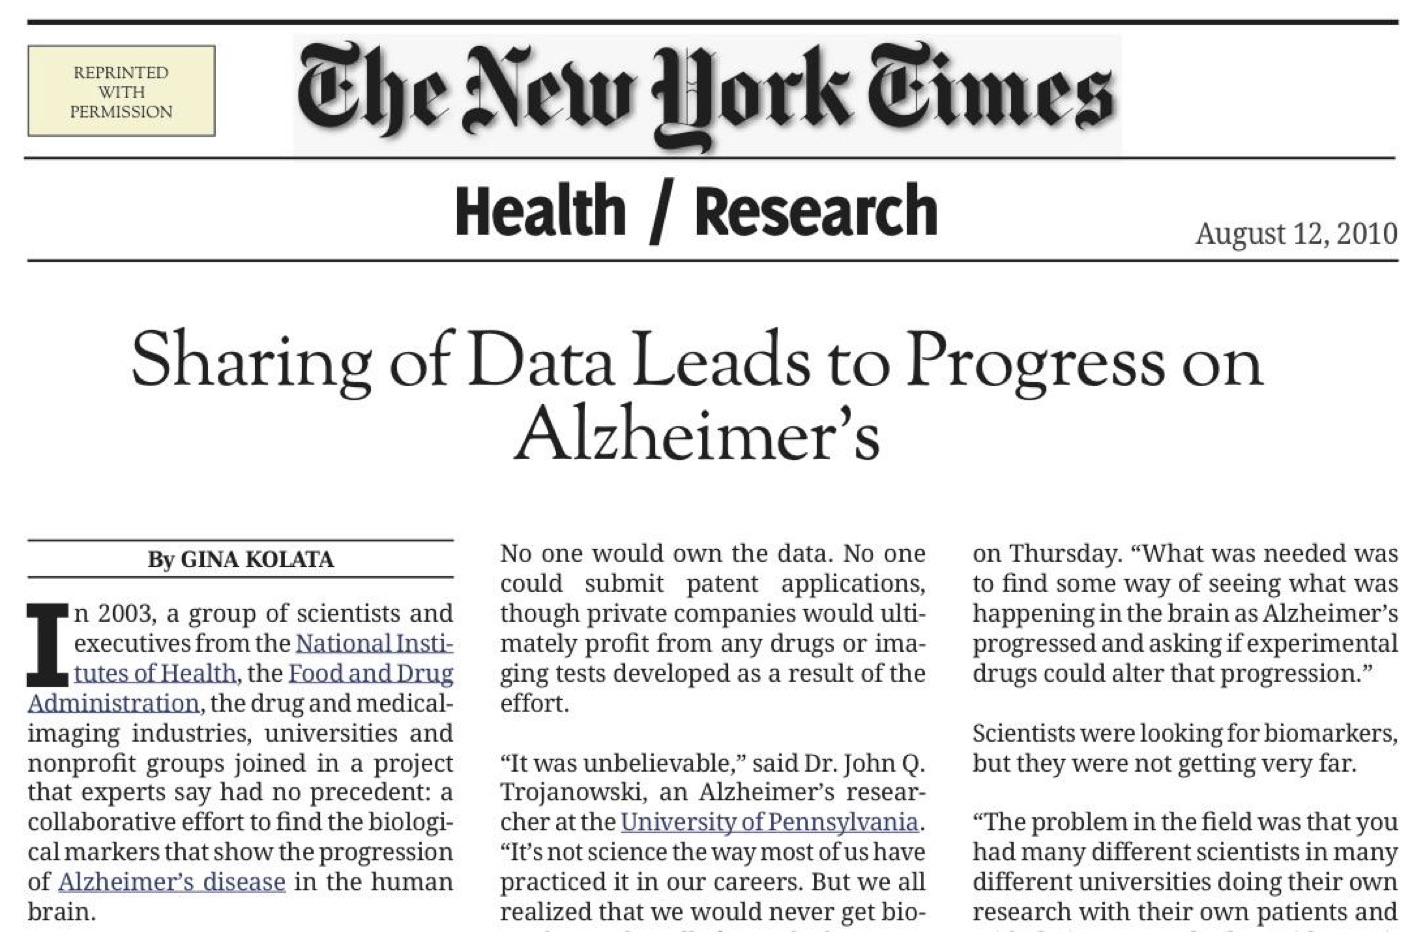 REPRINTED
WITH
PERMISSION
The New York Times
Health / Research
August 12, 2010
Sharing of Data Leads to Progress on
Alzheimer’s
By GINA KOLATA
In 2003, a group of scientists and
executives from the National Insti-
tutes of Health, the Food and Drug
Administration, the drug and medical-
imaging industries, universities and
nonprofit groups joined in a project
that experts say had no precedent: a
collaborative effort to find the biologi-
cal markers that show the progression
of Alzheimer’s disease in the human
brain.
No one would own the data. No one
could submit patent applications,
though private companies would ulti-
mately profit from any drugs or ima-
ging tests developed as a result of the
effort.
“It was unbelievable,” said Dr. John Q.
Trojanowski, an Alzheimer’s resear-
cher at the University of Pennsylvania.
“It’s not science the way most of us have
practiced it in our careers. But we all
realized that we would never get bio-
on Thursday. “What was needed was
to find some way of seeing what was
happening in the brain as Alzheimer’s
progressed and asking if experimental
drugs could alter that progression.”
Scientists were looking for biomarkers,
but they were not getting very far.
“The problem in the field was that you
had many different scientists in many
different universities doing their own
research with their own patients and